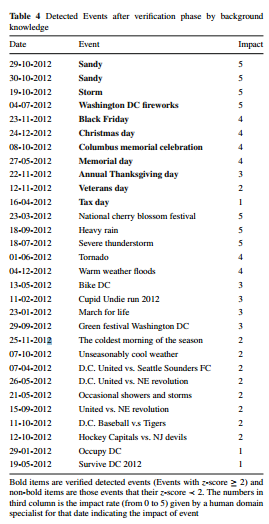 Table 4 Detected Events after verification phase by background
knowledge
Date Event Impact
29-10-2012 Sandy 5
30-10-2012 Sandy 5
19-10-2012 Storm 5
04-07-2012 Washington DC fireworks 5
23-11-2012 Black Friday 4
24-12-2012 Christmas day 4
08-10-2012 Columbus memorial celebration 4
27-05-2012 Memorial day 4
22-11-2012 Annual Thanksgiving day 3
12-11-2012 Veterans day 2
16-04-2012 Tax day 1
23-03-2012 National cherry blossom festival 5
18-09-2012 Heavy rain 5
18-07-2012 Severe thunderstorm 5
01-06-2012 Tornado 4
04-12-2012 Warm weather floods 4
13-05-2012 Bike DC 3
11-02-2012 Cupid Undie run 2012 3
23-01-2012 March for life 3
29-09-2012 Green festival Washington DC 3
25-11-2012 The coldest morning of the season 2
07-10-2012 Unseasonably cool weather 2
07-04-2012 D.C. United vs. Seattle Sounders FC 2
26-05-2012 D.C. United vs. NE revolution 2
21-05-2012 Occasional showers and storms 2
15-09-2012 United vs. NE revolution 2
11-10-2012 D.C. Baseball v.s Tigers 2
12-10-2012 Hockey Capitals vs. NJ devils 2
29-01-2012 Occupy DC 1
19-05-2012 Survive DC 2012 1
Bold items are verified detected events (Events with z-score ≥ 2) and
non-bold items are those events that their z-score < 2. The numbers in
third column is the impact rate (from 0 to 5) given by a human domain
specialist for that date indicating the impact of event